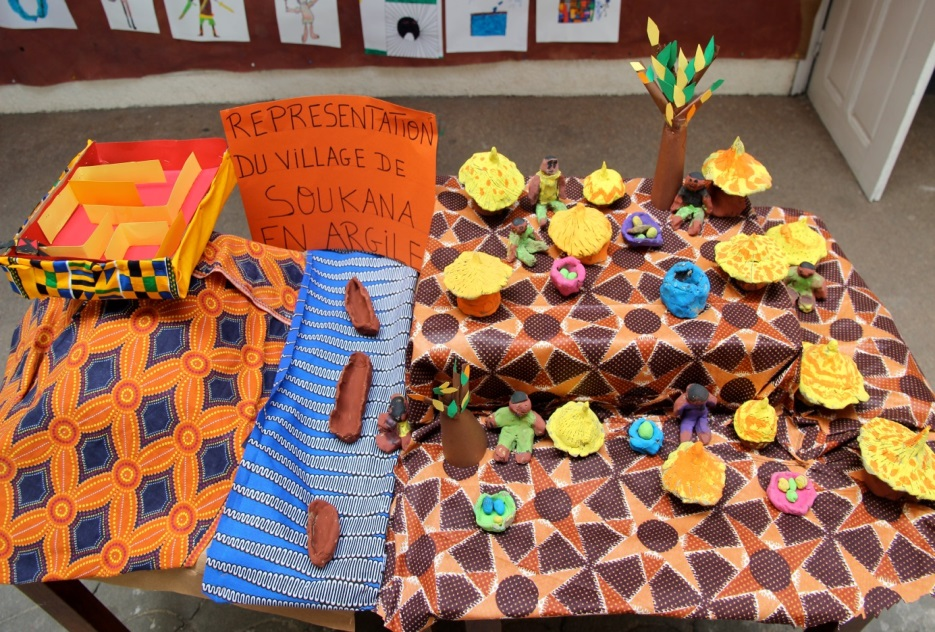 REPRESENTATION
DU VILLAGE DE
SOUKANA
EN ARGILE